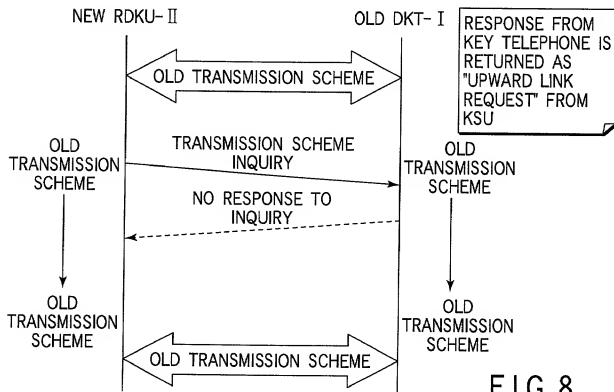 NEW RDKU-II
OLD DKT-I
RESPONSE FROM
KEY TELEPHONE IS
RETURNED AS
"UPWARD LINK
REQUEST" FROM
KSU
OLD TRANSMISSION SCHEME
OLD
TRANSMISSION
SCHEME
TRANSMISSION SCHEME
INQUIRY
OLD
TRANSMISSION
SCHEME
NO RESPONSE TO
INQUIRY
OLD
TRANSMISSION
SCHEME
OLD
TRANSMISSION
SCHEME
OLD TRANSMISSION SCHEME
FIG. 8